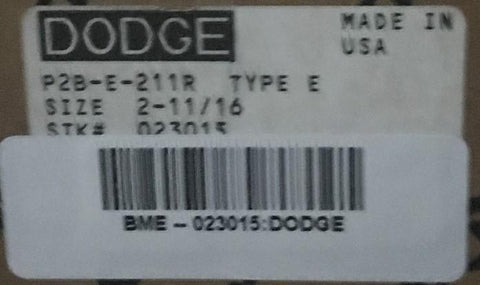 DODGE
MADE IN
USA
P2B-E-211R TYPE E
SIZE 2-11/16
STK# 023015
BME - 023015:DODGE